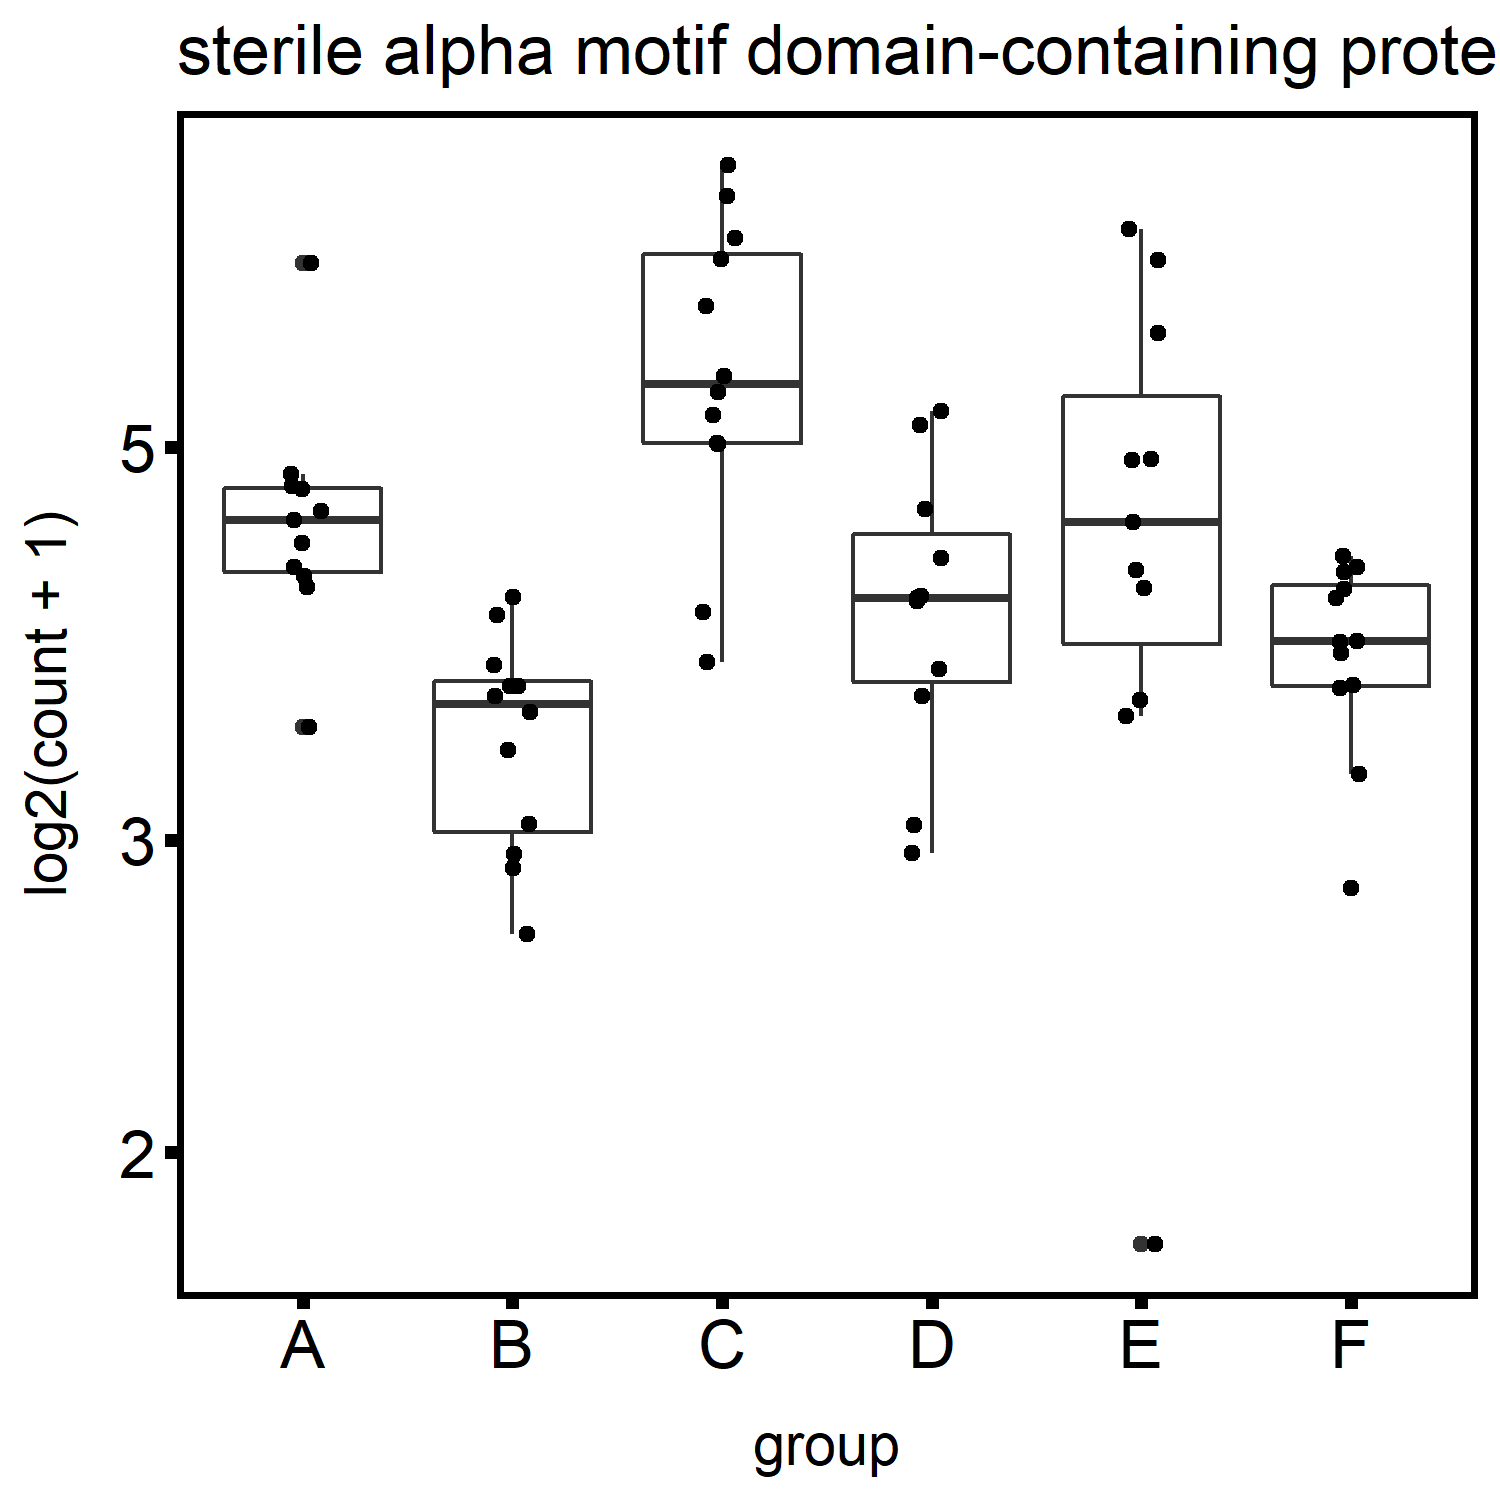 sterile alpha motif domain-containing prote
log2(count + 1)
5
3
2
A B C D E F
group